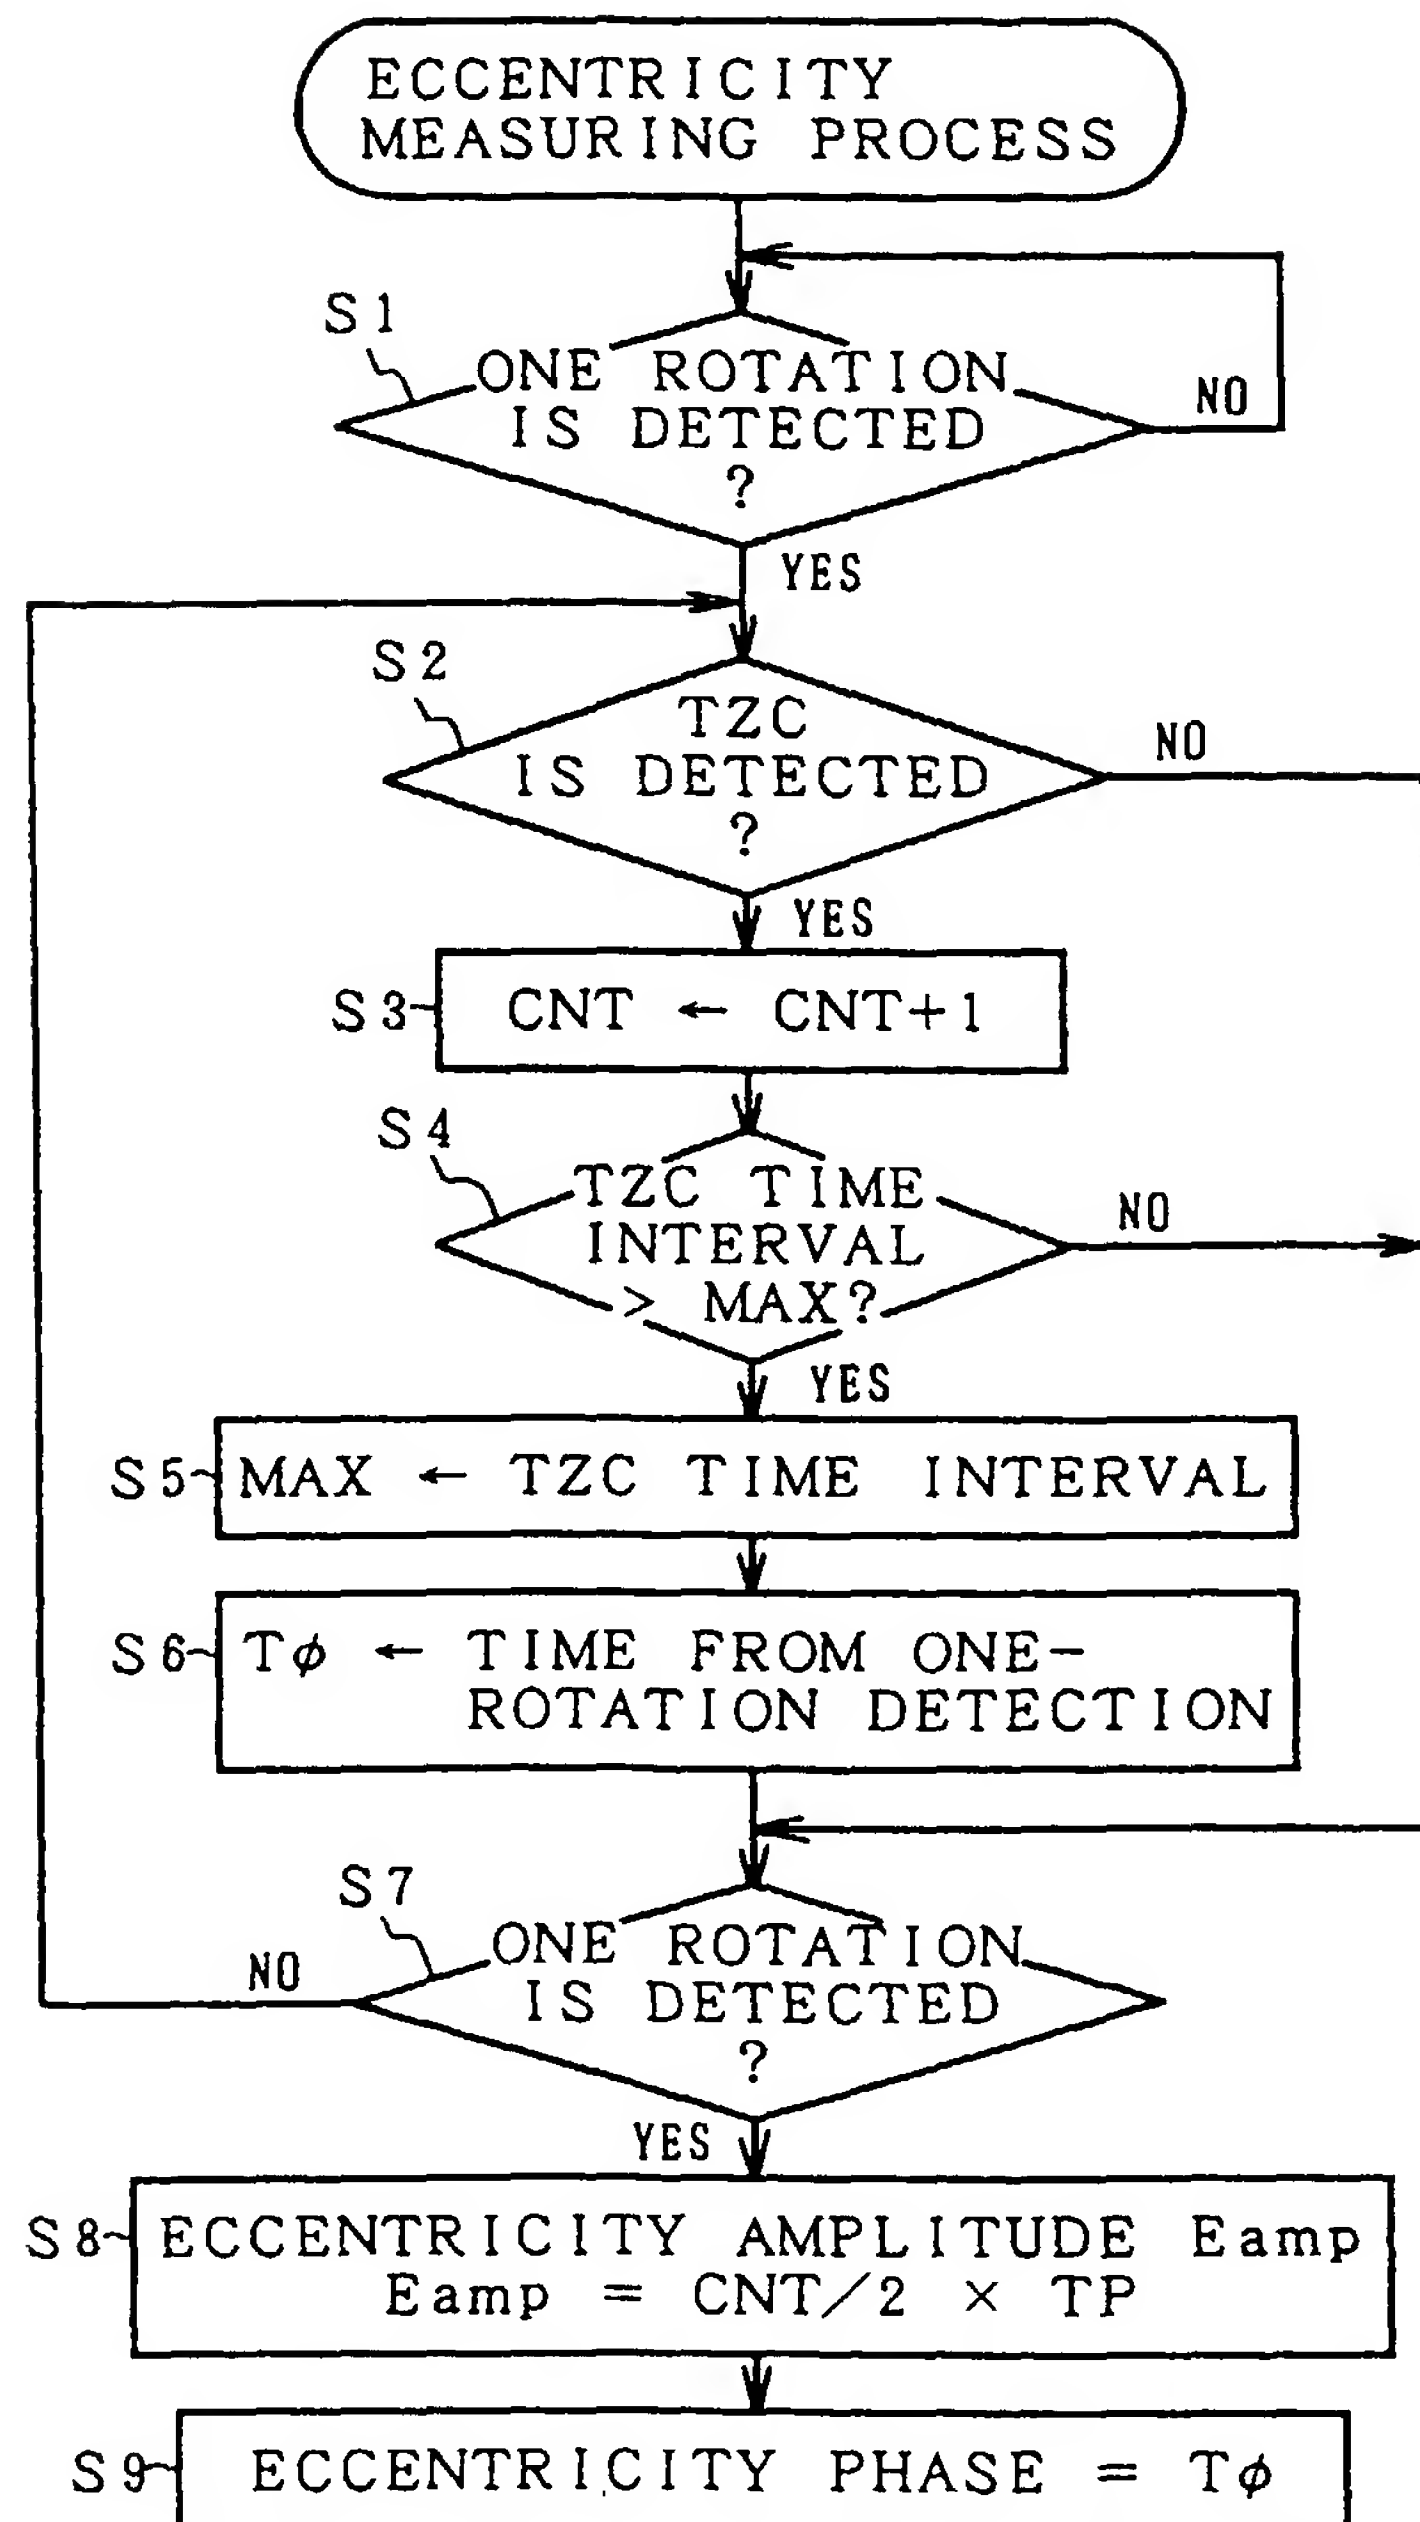 ECCENTRICITY
MEASURING PROCESS
S1
ONE ROTATION
IS DETECTED
?
NO
YES
S2
TZC
IS DETECTED
?
NO
YES
S3
CNT ← CNT+1
S4
TZC TIME
INTERVAL
> MAX?
NO
YES
S5
MAX ← TZC TIME INTERVAL
S6
Tϕ ← TIME FROM ONE-
ROTATION DETECTION
S7
ONE ROTATION
IS DETECTED
?
NO
YES
S8
ECCENTRICITY AMPLITUDE Eamp
Eamp = CNT/2 × TP
S9
ECCENTRICITY PHASE = Tϕ